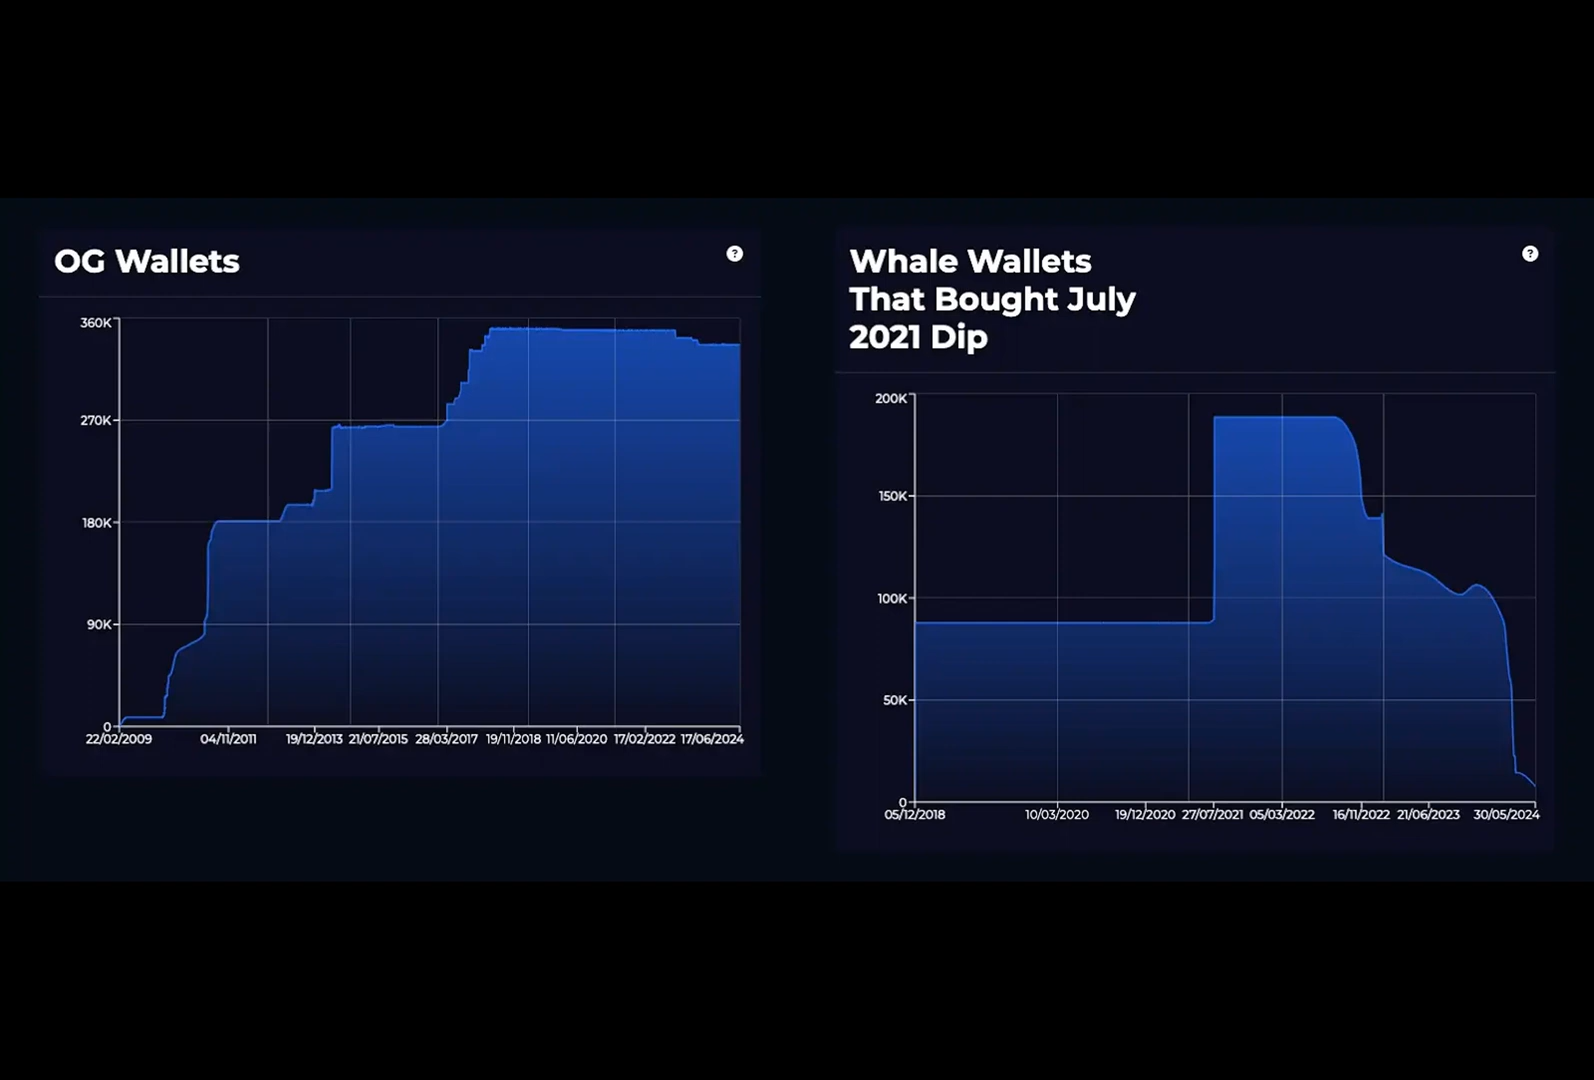 OG Wallets
?
360K
270K
180K
90K
0
22/02/2009 04/11/2011 19/12/2013 21/07/2015 28/03/2017 19/11/2018 11/06/2020 17/02/2022 17/06/2024
Whale Wallets
That Bought July
2021 Dip
?
200K
150K
100K
50K
0
05/12/2018 10/03/2020 19/12/2020 27/07/2021 05/03/2022 16/11/2022 21/06/2023 30/05/2024